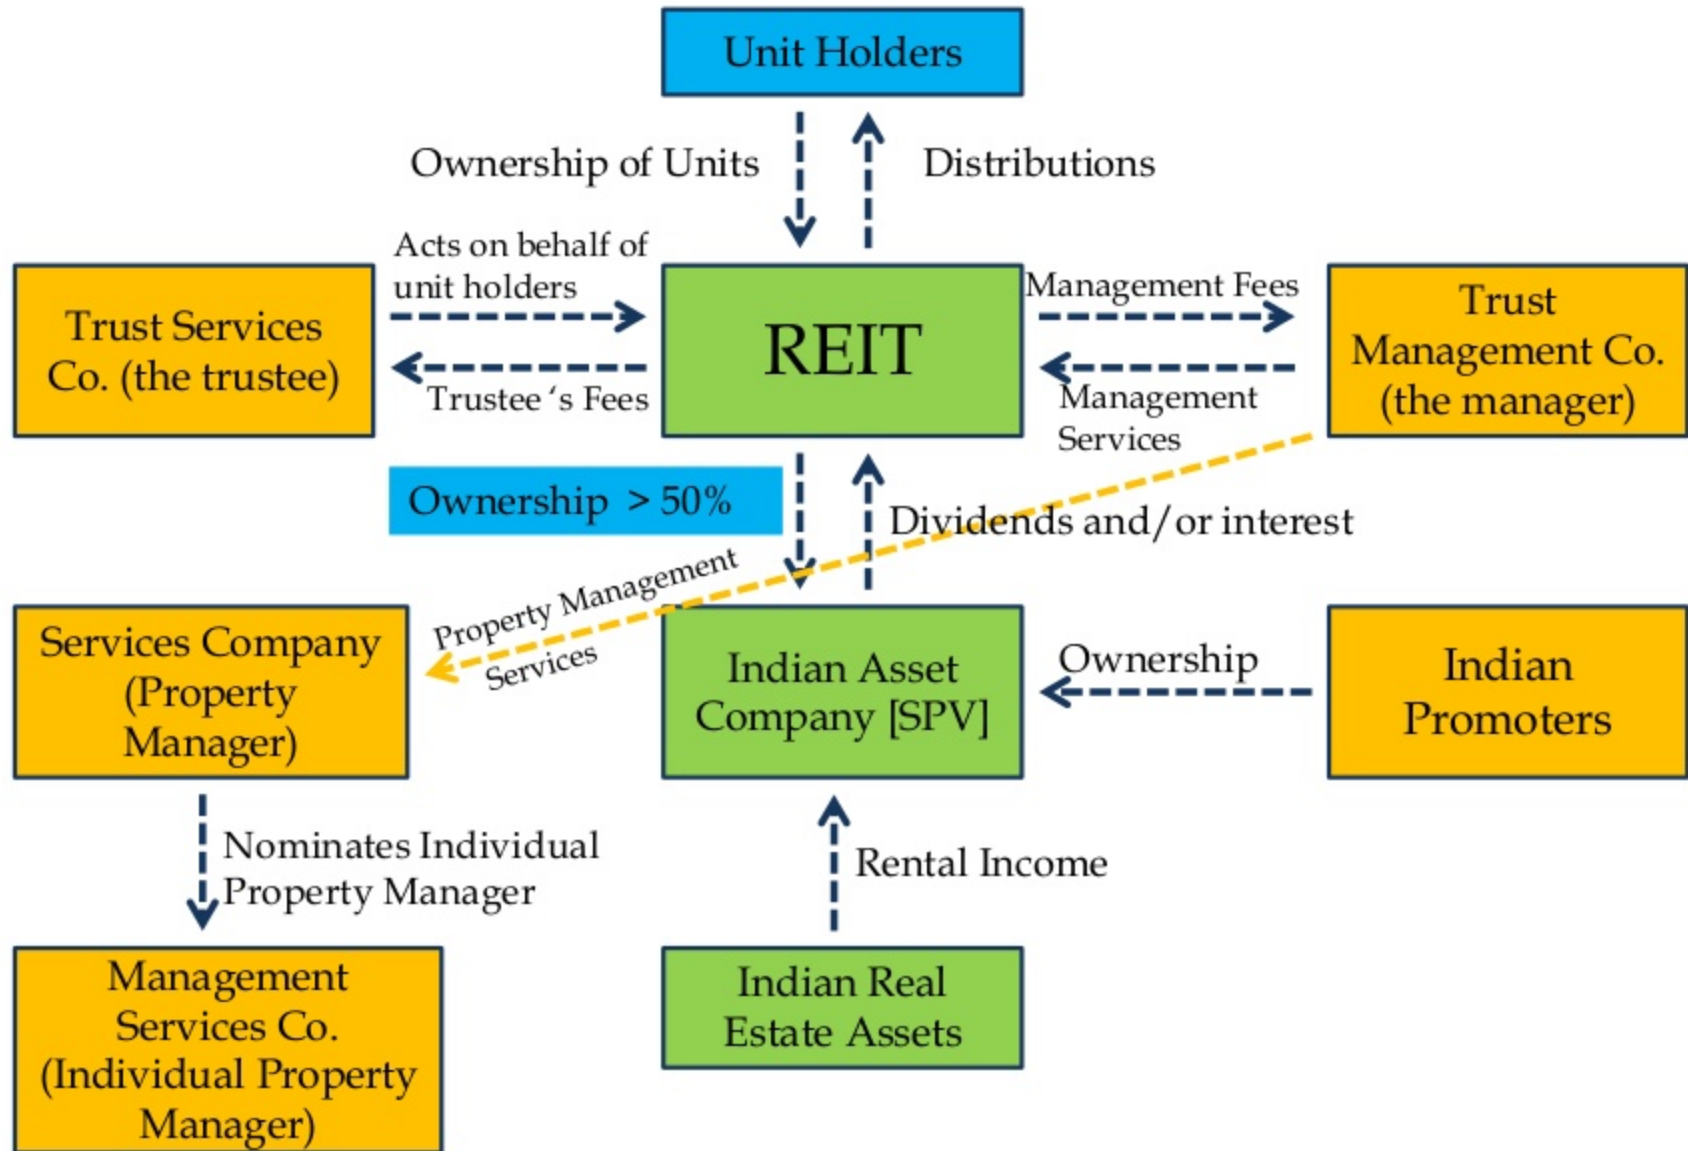 Unit Holders
Ownership of Units
Distributions
Acts on behalf of
unit holders
Trust Services
Co. (the trustee)
Trustee ‘s Fees
REIT
Management Fees
Management
Services
Trust
Management Co.
(the manager)
Ownership > 50%
Dividends and/or interest
Property Management
Services
Services Company
(Property
Manager)
Indian Asset
Company [SPV]
Ownership
Indian
Promoters
Nominates Individual
Property Manager
Rental Income
Management
Services Co.
(Individual Property
Manager)
Indian Real
Estate Assets